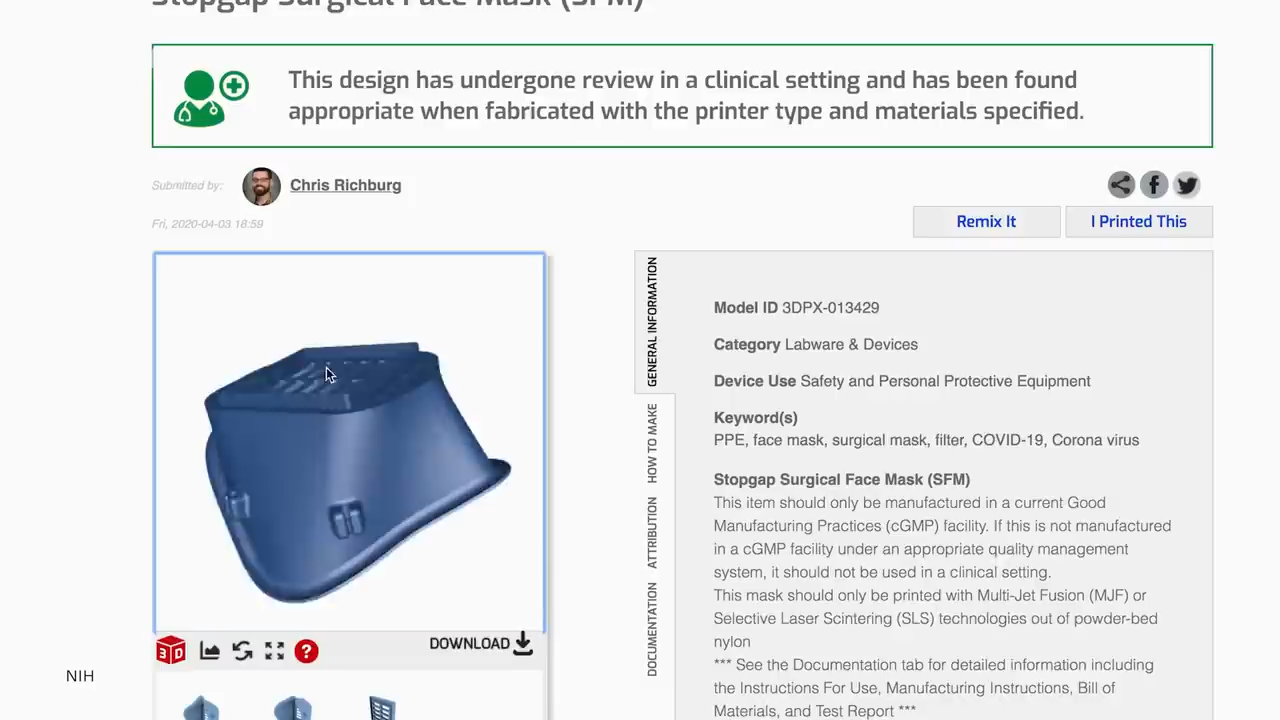 Stopgap Surgical Face Mask (SFM)
This design has undergone review in a clinical setting and has been found
appropriate when fabricated with the printer type and materials specified.
Submitted by:
Chris Richburg
Fri, 2020-04-03 18:59
Remix It
I Printed This
GENERAL INFORMATION
HOW TO MAKE
ATTRIBUTION
DOCUMENTATION
Model ID 3DPX-013429
Category Labware & Devices
Device Use Safety and Personal Protective Equipment
Keyword(s)
PPE, face mask, surgical mask, filter, COVID-19, Corona virus
Stopgap Surgical Face Mask (SFM)
This item should only be manufactured in a current Good
Manufacturing Practices (cGMP) facility. If this is not manufactured
in a cGMP facility under an appropriate quality management
system, it should not be used in a clinical setting.
This mask should only be printed with Multi-Jet Fusion (MJF) or
Selective Laser Scintering (SLS) technologies out of powder-bed
nylon
*** See the Documentation tab for detailed information including
the Instructions For Use, Manufacturing Instructions, Bill of
Materials, and Test Report ***
3D
?
DOWNLOAD
NIH